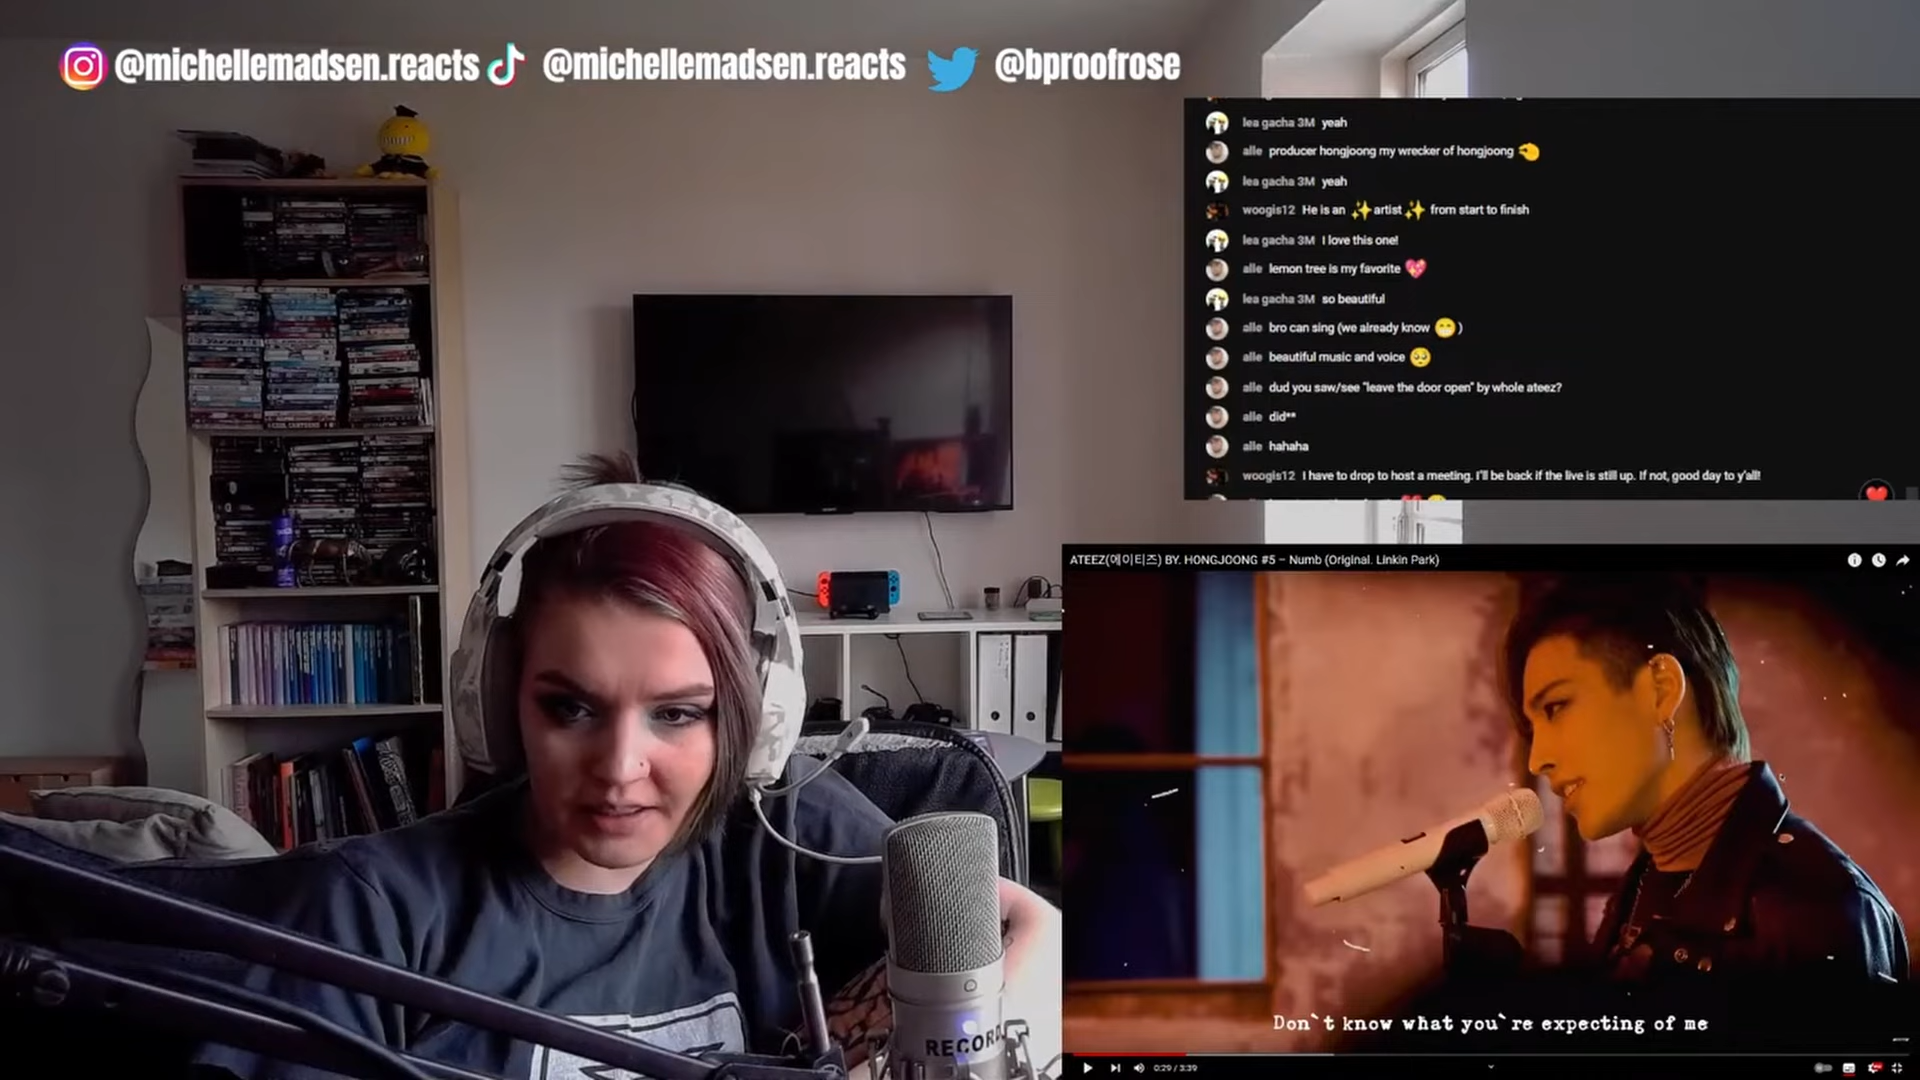 @michellemadsen.reacts @michellemadsen.reacts @bproofrose
lea gacha 3M yeah
alle producer hongjoong my wrecker of hongjoong
lea gacha 3M yeah
woogis12 He is an ✨artist✨ from start to finish
lea gacha 3M I love this one!
alle lemon tree is my favorite 💖
lea gacha 3M so beautiful
alle bro can sing (we already know 😁 )
alle beautiful music and voice 🥺
alle dud you saw/see "leave the door open" by whole ateez?
alle did**
alle hahaha
woogis12 I have to drop to host a meeting. I'll be back if the live is still up. If not, good day to y'all!
ATEEZ(에이티즈) BY. HONGJOONG #5 – Numb (Original. Linkin Park)
Don`t know what you`re expecting of me
0:29 / 3:39
RECORD